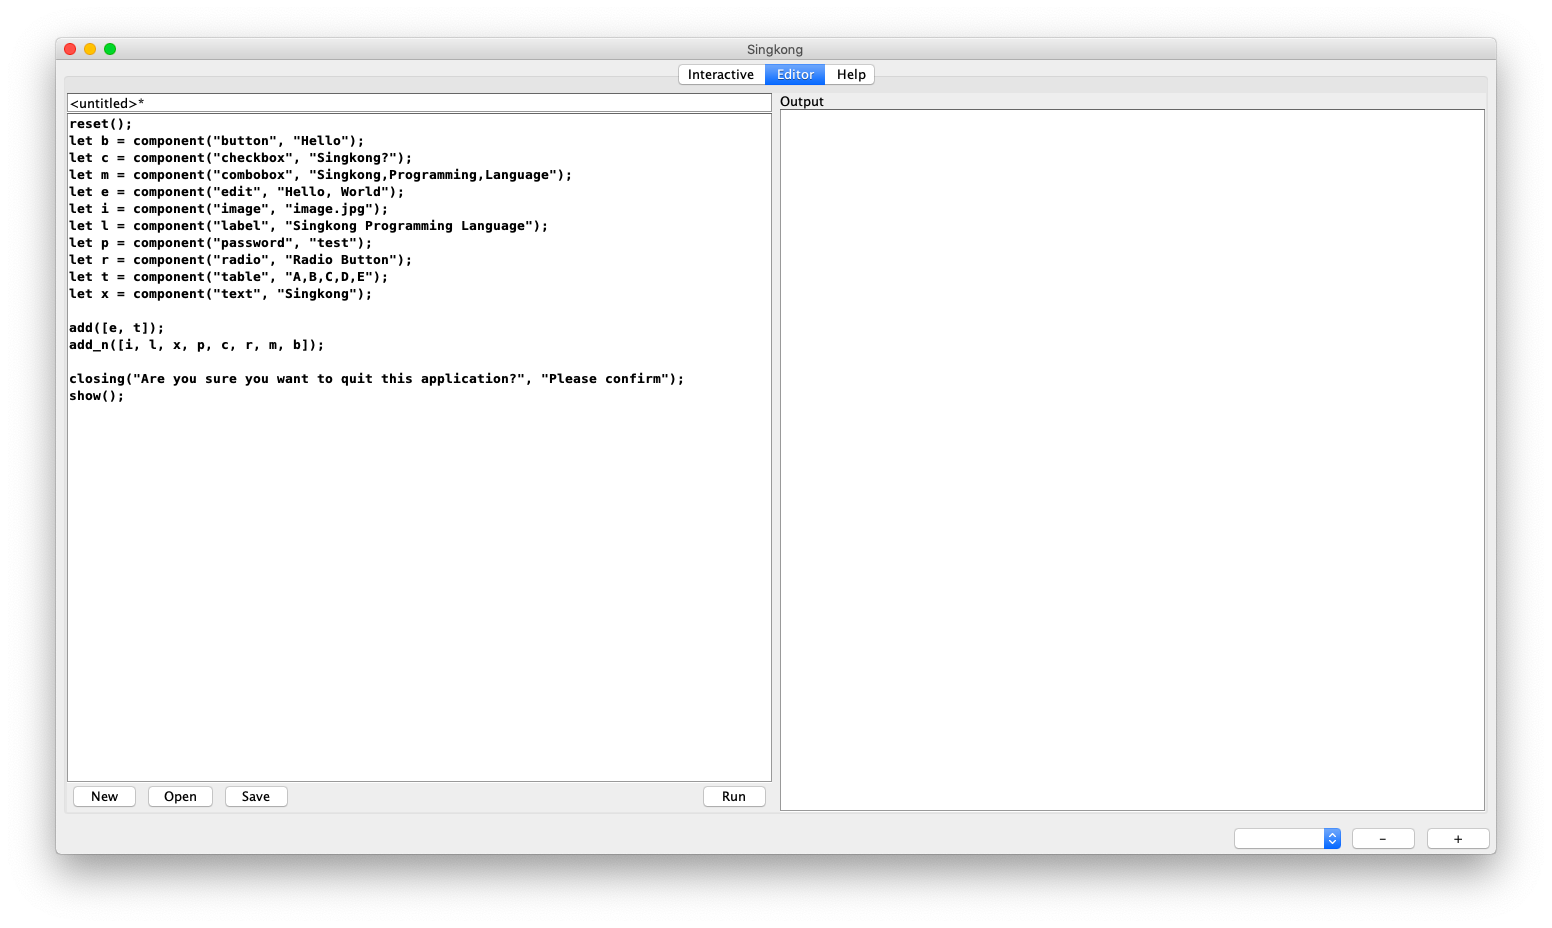 Singkong
Interactive Editor Help
<untitled>*
reset();
let b = component("button", "Hello");
let c = component("checkbox", "Singkong?");
let m = component("combobox", "Singkong,Programming,Language");
let e = component("edit", "Hello, World");
let i = component("image", "image.jpg");
let l = component("label", "Singkong Programming Language");
let p = component("password", "test");
let r = component("radio", "Radio Button");
let t = component("table", "A,B,C,D,E");
let x = component("text", "Singkong");
add([e, t]);
add_n([i, l, x, p, c, r, m, b]);
closing("Are you sure you want to quit this application?", "Please confirm");
show();
New Open Save Run
Output
- +